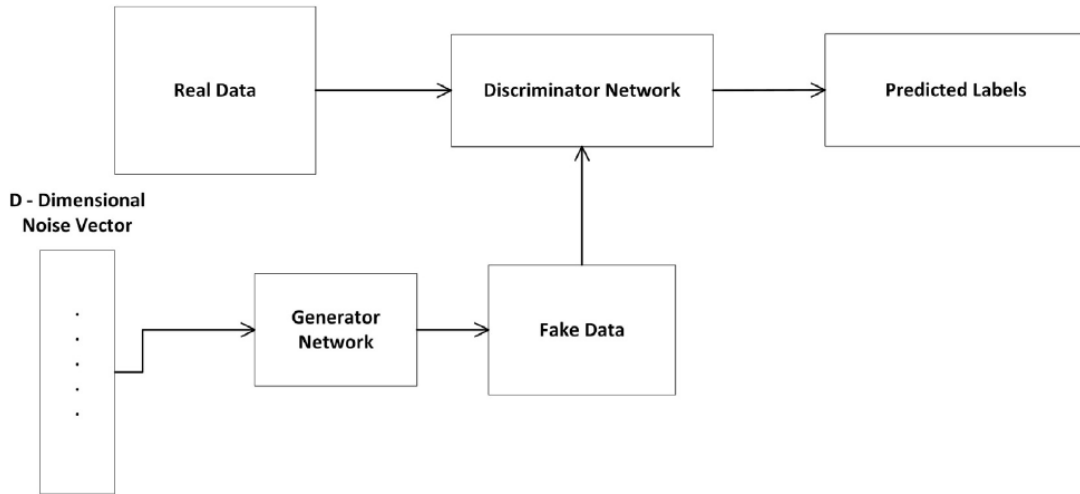 Real Data
Discriminator Network
Predicted Labels
D - Dimensional
Noise Vector
Generator
Network
Fake Data